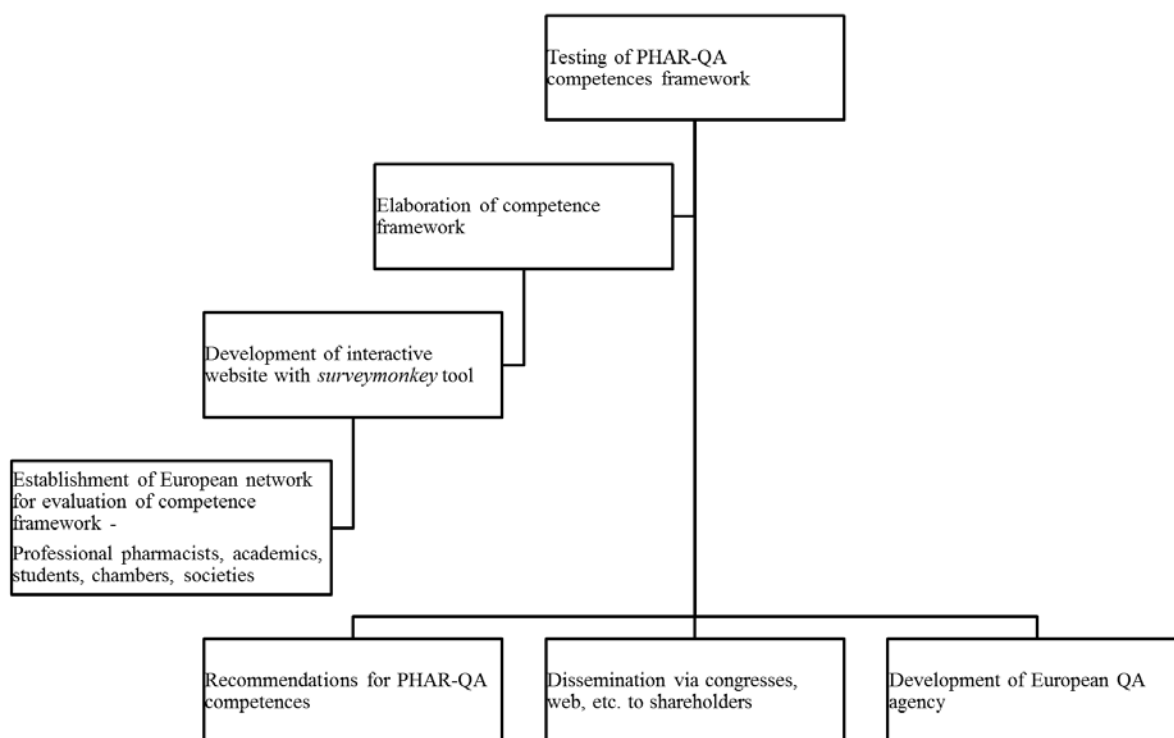 Testing of PHAR-QA
competences framework
Elaboration of competence
framework
Development of interactive
website with surveymonkey tool
Establishment of European network
for evaluation of competence
framework -
Professional pharmacists, academics,
students, chambers, societies
Recommendations for PHAR-QA
competences
Dissemination via congresses,
web, etc. to shareholders
Development of European QA
agency